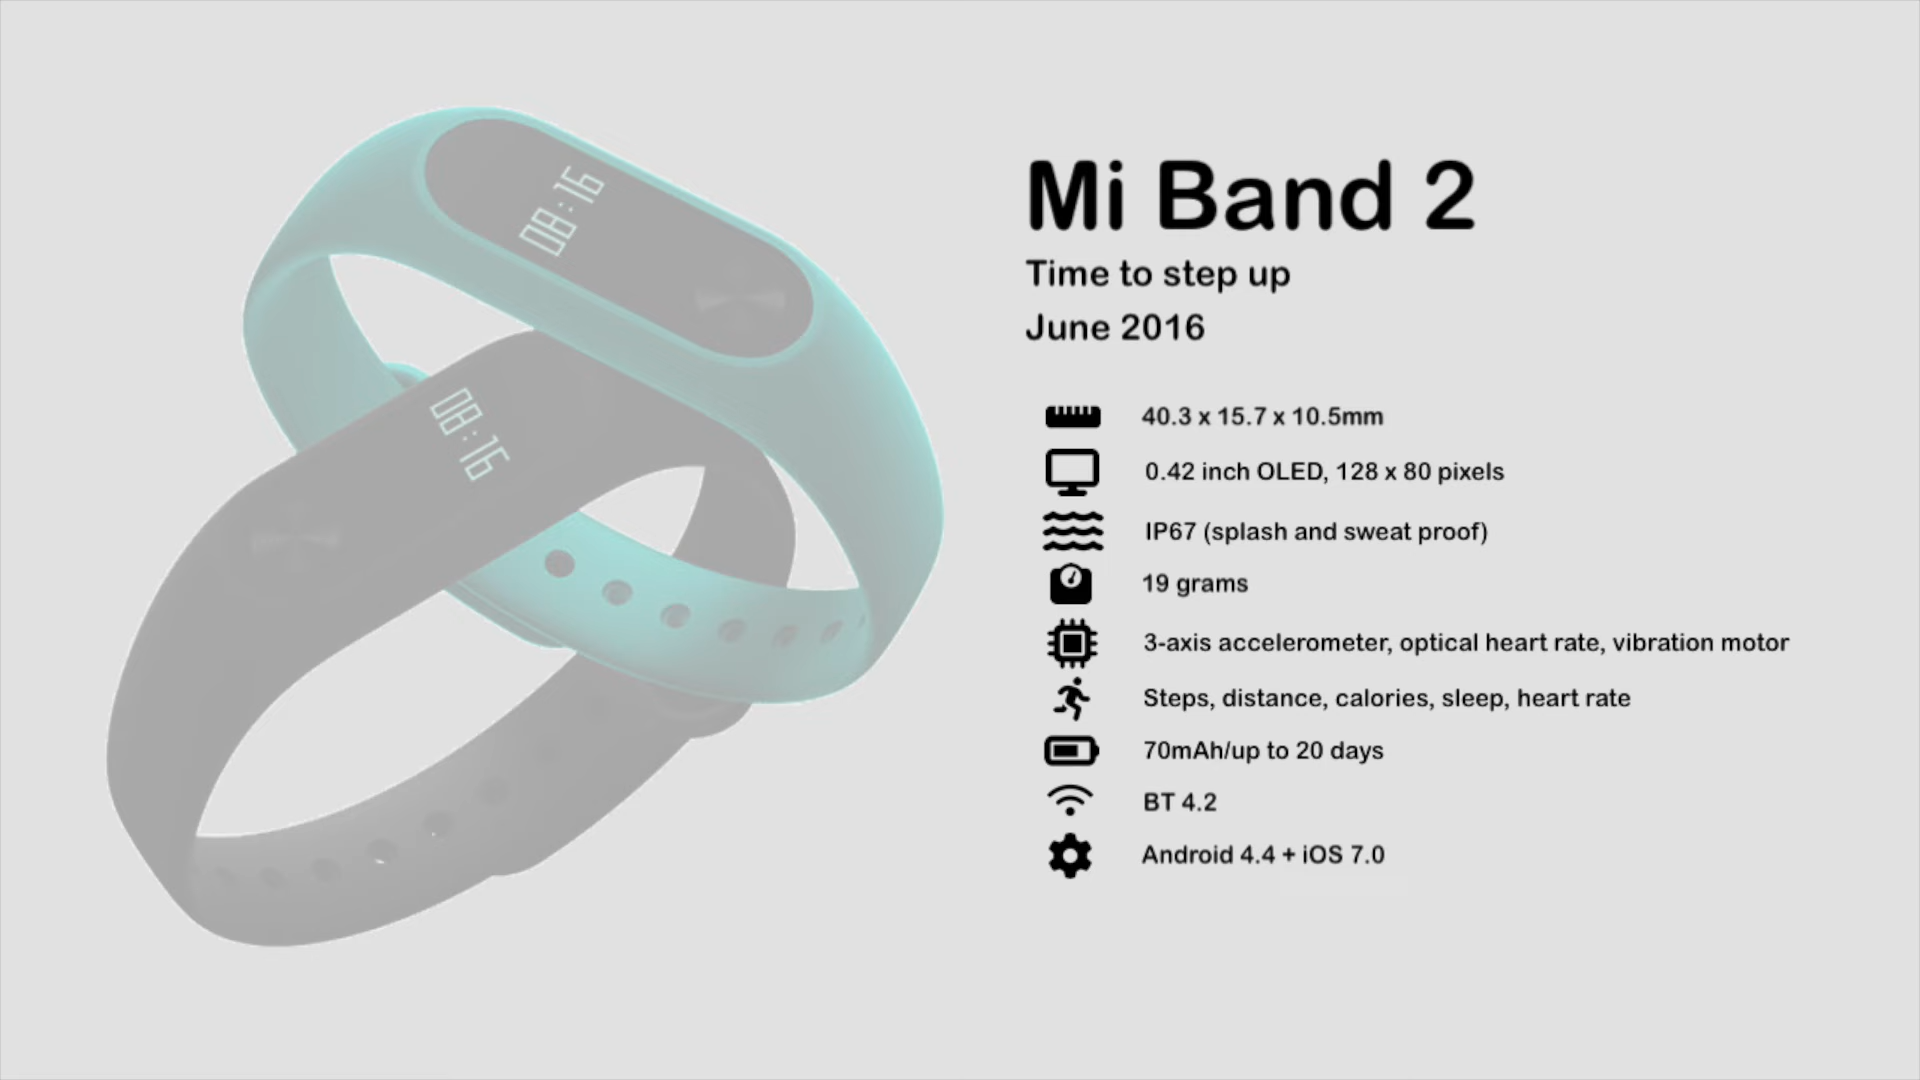 08:16
08:16
Mi Band 2
Time to step up
June 2016
40.3 x 15.7 x 10.5mm
0.42 inch OLED, 128 x 80 pixels
IP67 (splash and sweat proof)
19 grams
3-axis accelerometer, optical heart rate, vibration motor
Steps, distance, calories, sleep, heart rate
70mAh/up to 20 days
BT 4.2
Android 4.4 + iOS 7.0